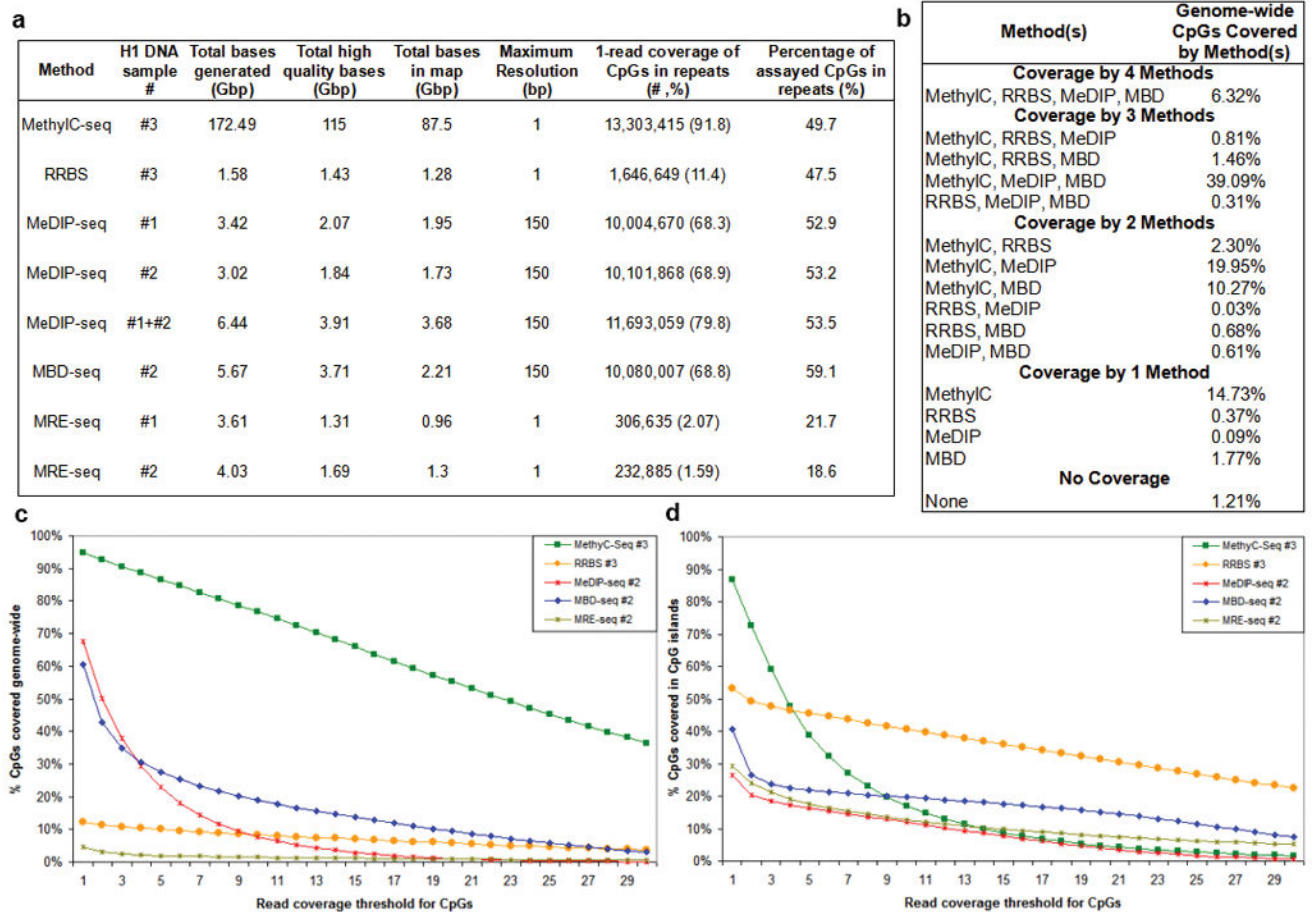 a
Method H1 DNA sample # Total bases generated (Gbp) Total high quality bases (Gbp) Total bases in map (Gbp) Maximum Resolution (bp) 1-read coverage of CpGs in repeats (# ,%) Percentage of assayed CpGs in repeats (%)
MethylC-seq #3 172.49 115 87.5 1 13,303,415 (91.8) 49.7
RRBS #3 1.58 1.43 1.28 1 1,646,649 (11.4) 47.5
MeDIP-seq #1 3.42 2.07 1.95 150 10,004,670 (68.3) 52.9
MeDIP-seq #2 3.02 1.84 1.73 150 10,101,868 (68.9) 53.2
MeDIP-seq #1+#2 6.44 3.91 3.68 150 11,693,059 (79.8) 53.5
MBD-seq #2 5.67 3.71 2.21 150 10,080,007 (68.8) 59.1
MRE-seq #1 3.61 1.31 0.96 1 306,635 (2.07) 21.7
MRE-seq #2 4.03 1.69 1.3 1 232,885 (1.59) 18.6
b
Method(s) Genome-wide CpGs Covered by Method(s)
Coverage by 4 Methods
MethylC, RRBS, MeDIP, MBD 6.32%
Coverage by 3 Methods
MethylC, RRBS, MeDIP 0.81%
MethylC, RRBS, MBD 1.46%
MethylC, MeDIP, MBD 39.09%
RRBS, MeDIP, MBD 0.31%
Coverage by 2 Methods
MethylC, RRBS 2.30%
MethylC, MeDIP 19.95%
MethylC, MBD 10.27%
RRBS, MeDIP 0.03%
RRBS, MBD 0.68%
MeDIP, MBD 0.61%
Coverage by 1 Method
MethylC 14.73%
RRBS 0.37%
MeDIP 0.09%
MBD 1.77%
No Coverage
None 1.21%
c
% CpGs covered genome-wide
100%
90%
80%
70%
60%
50%
40%
30%
20%
10%
0%
MethyC-Seq #3
RRBS #3
MeDIP-seq #2
MBD-seq #2
MRE-seq #2
1 3 5 7 9 11 13 15 17 19 21 23 25 27 29
Read coverage threshold for CpGs
d
% CpGs covered in CpG islands
100%
90%
80%
70%
60%
50%
40%
30%
20%
10%
0%
MethyC-Seq #3
RRBS #3
MeDIP-seq #2
MBD-seq #2
MRE-seq #2
1 3 5 7 9 11 13 15 17 19 21 23 25 27 29
Read coverage threshold for CpGs